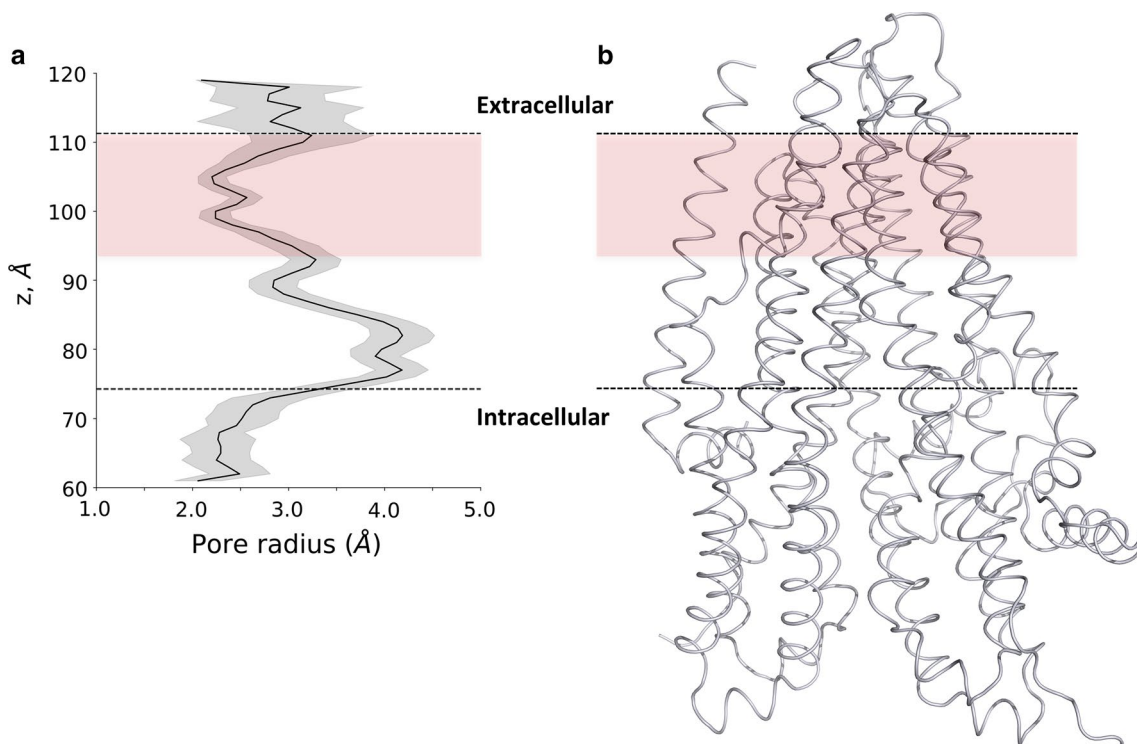 a
b
120
110
100
90
80
70
60
z, Å
1.0
2.0
3.0
4.0
5.0
Pore radius (Å)
Extracellular
Intracellular